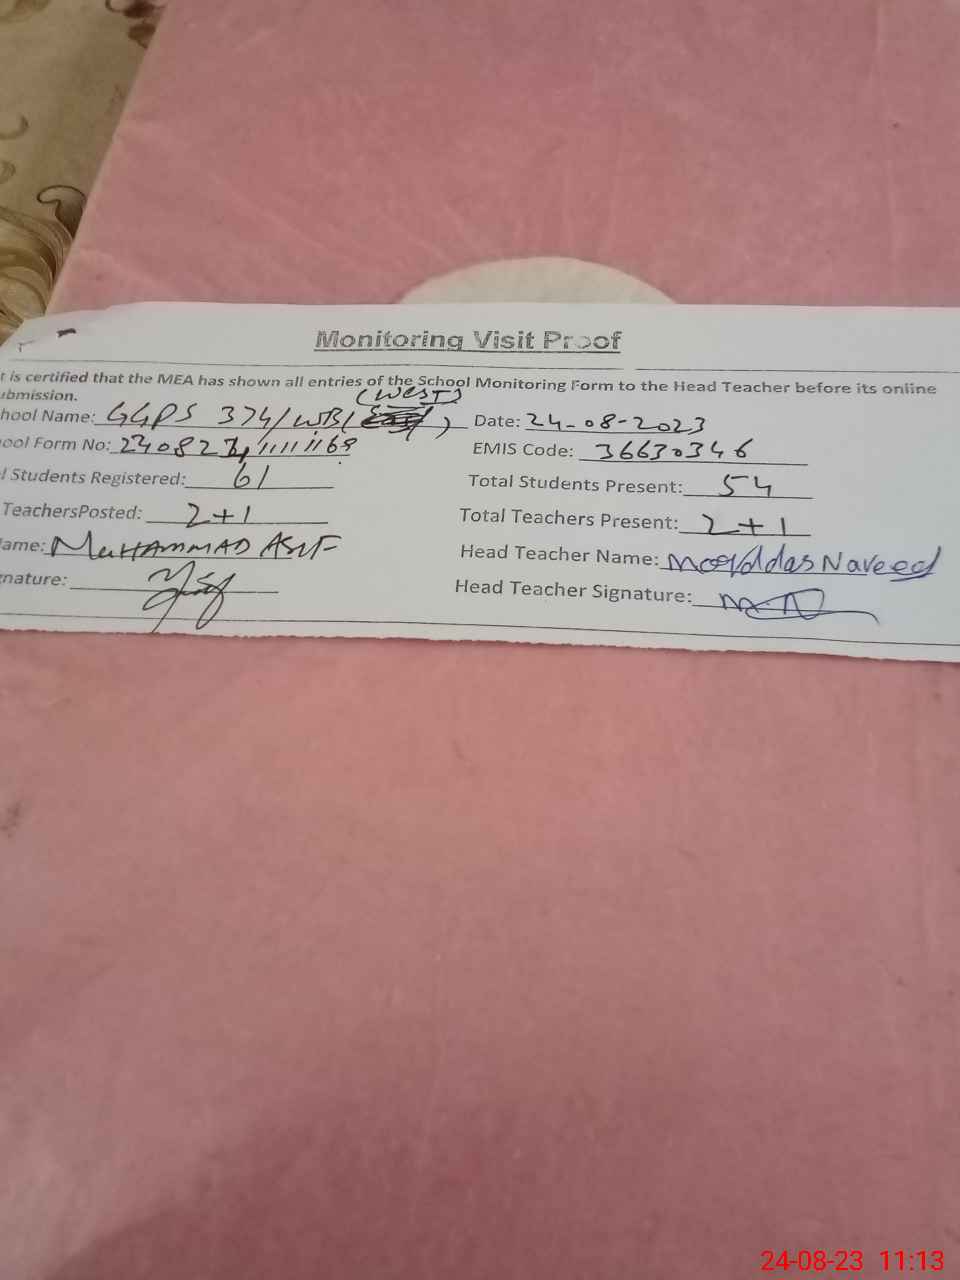 Monitoring Visit Proof
t is certified that the MEA has shown all entries of the School Monitoring Form to the Head Teacher before its online
ubmission.
(WEST)
hool Name: GGPS 374/WB( ) Date: 24-08-2023
ool Form No: EMIS Code: 36630346
l Students Registered: 61 Total Students Present: 54
TeachersPosted: 2+1 Total Teachers Present: 2+1
ame: MUHAMMAD ASIF Head Teacher Name: Naveed
nature: Head Teacher Signature:
24-08-23 11:13